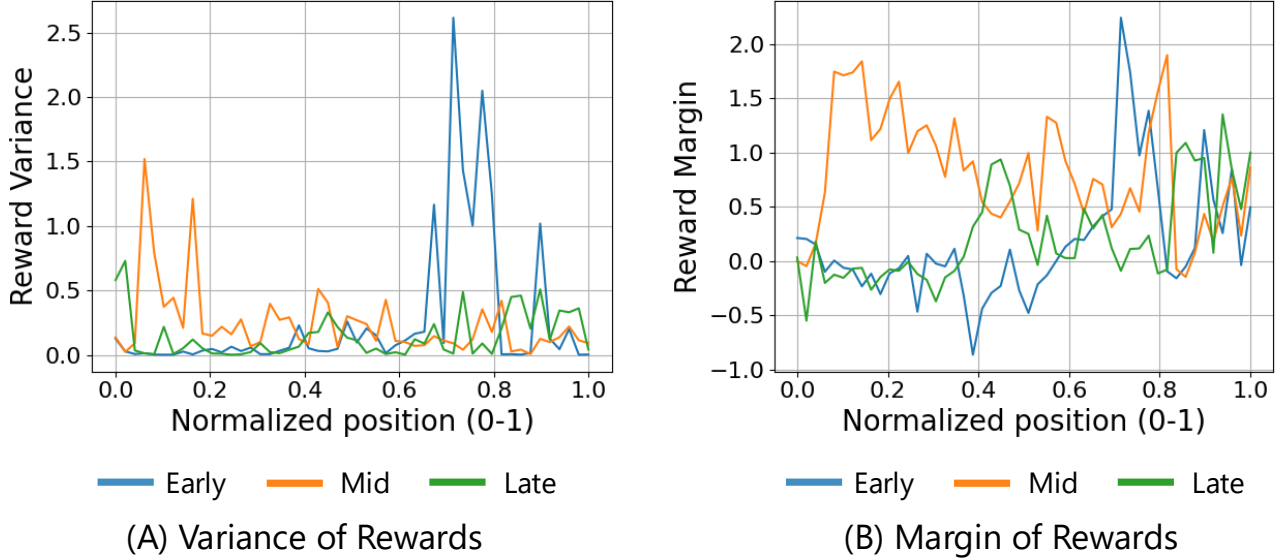 Reward Variance
2.5
2.0
1.5
1.0
0.5
0.0
0.0 0.2 0.4 0.6 0.8 1.0
Normalized position (0-1)
Early Mid Late
(A) Variance of Rewards
Reward Margin
2.0
1.5
1.0
0.5
0.0
−0.5
−1.0
0.0 0.2 0.4 0.6 0.8 1.0
Normalized position (0-1)
Early Mid Late
(B) Margin of Rewards